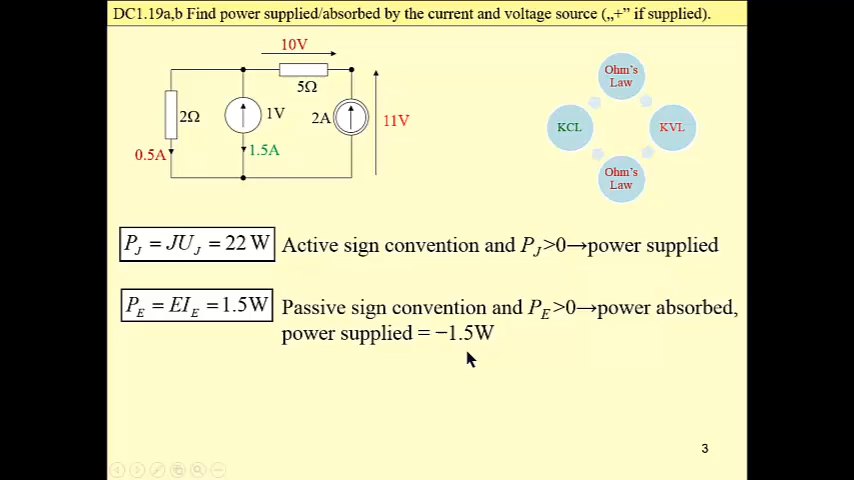 DC1.19a,b Find power supplied/absorbed by the current and voltage source („+” if supplied).
10V
5Ω
2Ω
1V
2A
11V
0.5A
1.5A
Ohm's
Law
KCL
KVL
Ohm's
Law
P_J = JU_J = 22 W
Active sign convention and P_J>0→power supplied
P_E = EI_E = 1.5W
Passive sign convention and P_E>0→power absorbed,
power supplied = −1.5W
3